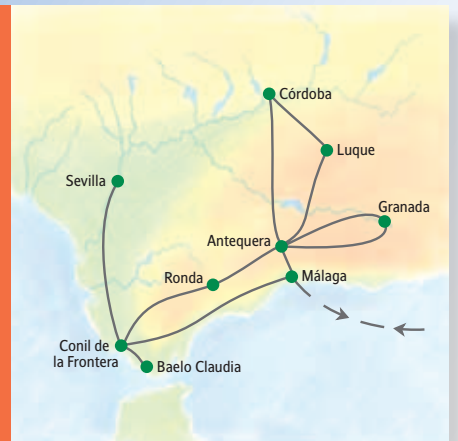 Córdoba
Luque
Sevilla
Granada
Antequera
Ronda
Málaga
Conil de
la Frontera
Baelo Claudia